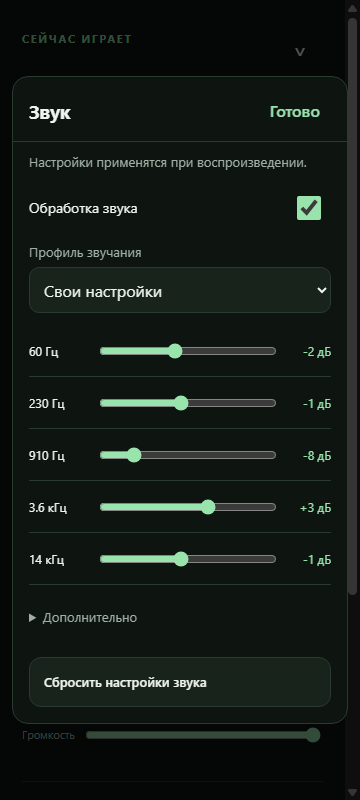 СЕЙЧАС ИГРАЕТ
Звук
Готово
Настройки применятся при воспроизведении.
Обработка звука
Профиль звучания
Свои настройки
60 Гц -2 дБ
230 Гц -1 дБ
910 Гц -8 дБ
3.6 кГц +3 дБ
14 кГц -1 дБ
Дополнительно
Сбросить настройки звука
Громкость